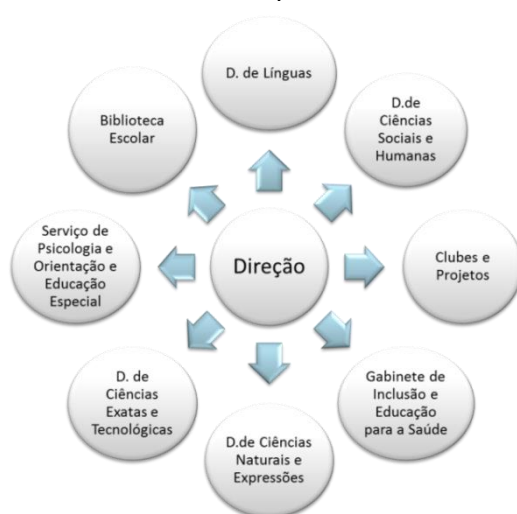 D. de Línguas
D.de
Ciências
Sociais e
Humanas
Clubes e
Projetos
Gabinete de
Inclusão e
Educação
para a Saúde
D.de Ciências
Naturais e
Expressões
D. de
Ciências
Exatas e
Tecnológicas
Serviço de
Psicologia e
Orientação e
Educação
Especial
Biblioteca
Escolar
Direção